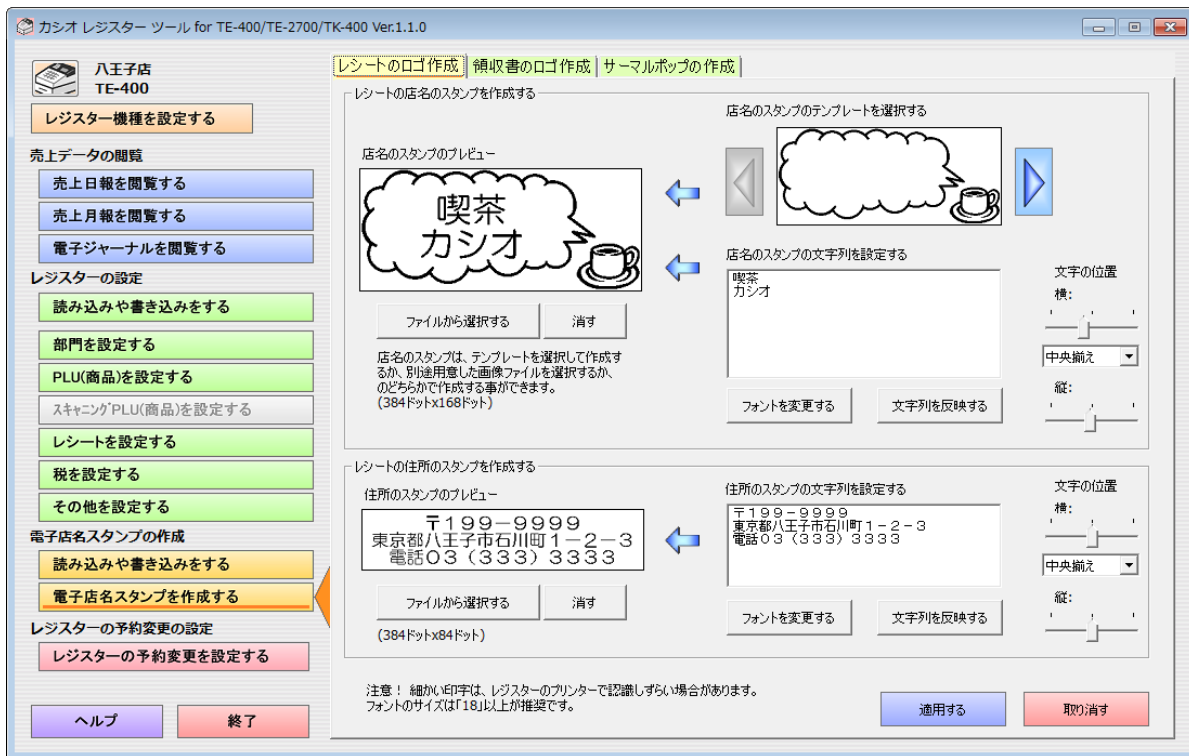 カシオ レジスター ツール for TE-400/TE-2700/TK-400 Ver.1.1.0
八王子店
TE-400
レジスター機種を設定する
売上データの閲覧
売上日報を閲覧する
売上月報を閲覧する
電子ジャーナルを閲覧する
レジスターの設定
読み込みや書き込みをする
部門を設定する
PLU(商品)を設定する
スキャニングPLU(商品)を設定する
レシートを設定する
税を設定する
その他を設定する
電子店名スタンプの作成
読み込みや書き込みをする
電子店名スタンプを作成する
レジスターの予約変更の設定
レジスターの予約変更を設定する
ヘルプ
終了
レシートのロゴ作成
領収書のロゴ作成
サーマルポップの作成
レシートの店名のスタンプを作成する
店名のスタンプのプレビュー
喫茶
カシオ
ファイルから選択する
消す
店名のスタンプは、テンプレートを選択して作成す
るか、別途用意した画像ファイルを選択するか、
のどちらかで作成する事ができます。
(384ドットx168ドット)
店名のスタンプのテンプレートを選択する
店名のスタンプの文字列を設定する
喫茶
カシオ
フォントを変更する
文字列を反映する
文字の位置
横:
中央揃え
縦:
レシートの住所のスタンプを作成する
住所のスタンプのプレビュー
〒199-9999
東京都八王子市石川町1-2-3
電話03(333)3333
ファイルから選択する
消す
(384ドットx84ドット)
住所のスタンプの文字列を設定する
〒199-9999
東京都八王子市石川町1-2-3
電話03(333)3333
フォントを変更する
文字列を反映する
文字の位置
横:
中央揃え
縦:
注意! 細かい印字は、レジスターのプリンターで認識しずらい場合があります。
フォントのサイズは「18」以上が推奨です。
適用する
取り消す